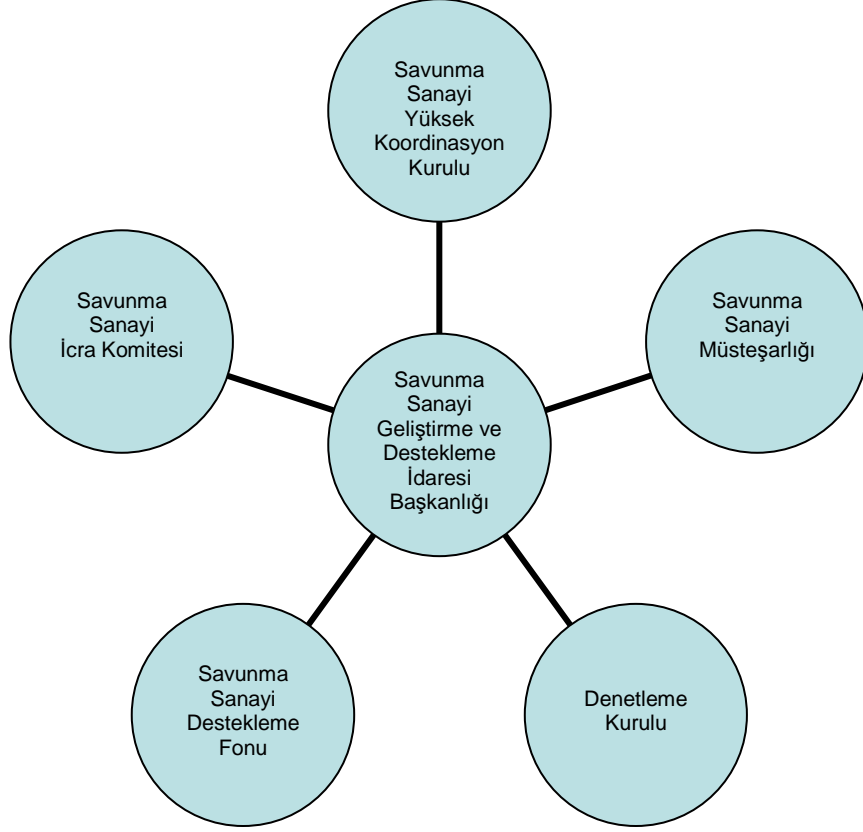 Savunma
Sanayi
Yüksek
Koordinasyon
Kurulu
Savunma
Sanayi
İcra Komitesi
Savunma
Sanayi
Müsteşarlığı
Savunma
Sanayi
Geliştirme ve
Destekleme
İdaresi
Başkanlığı
Savunma
Sanayi
Destekleme
Fonu
Denetleme
Kurulu